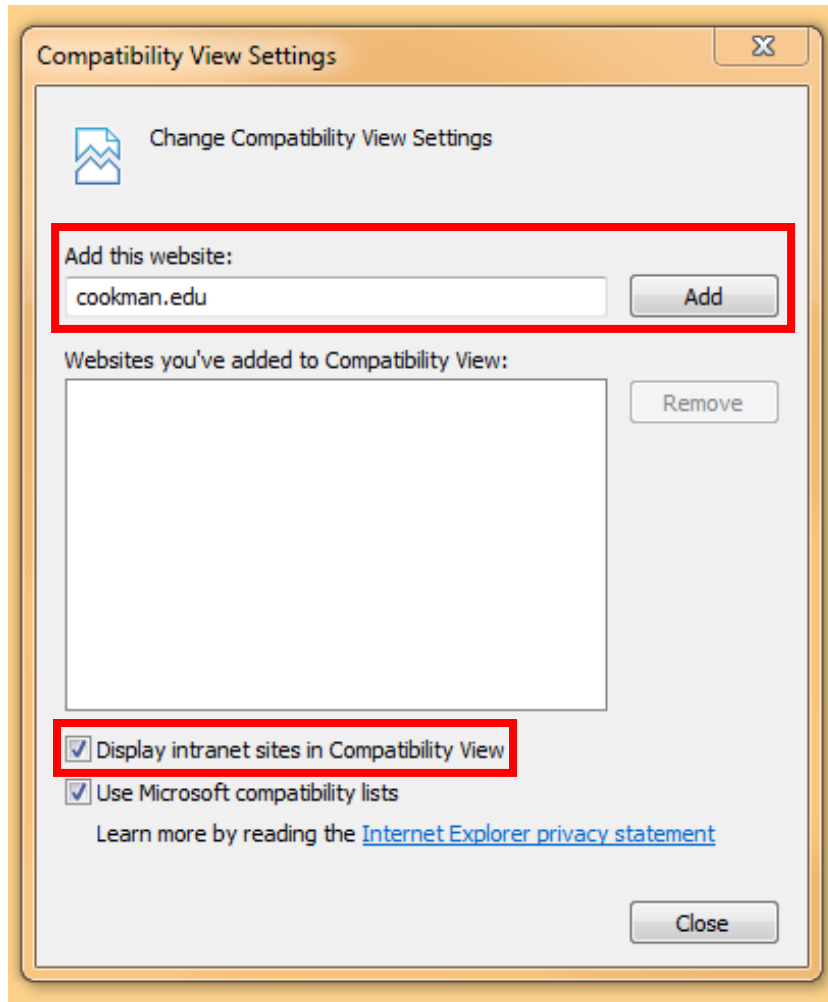 Compatibility View Settings
Change Compatibility View Settings
Add this website:
cookman.edu
Add
Websites you've added to Compatibility View:
Remove
Display intranet sites in Compatibility View
Use Microsoft compatibility lists
Learn more by reading the Internet Explorer privacy statement
Close